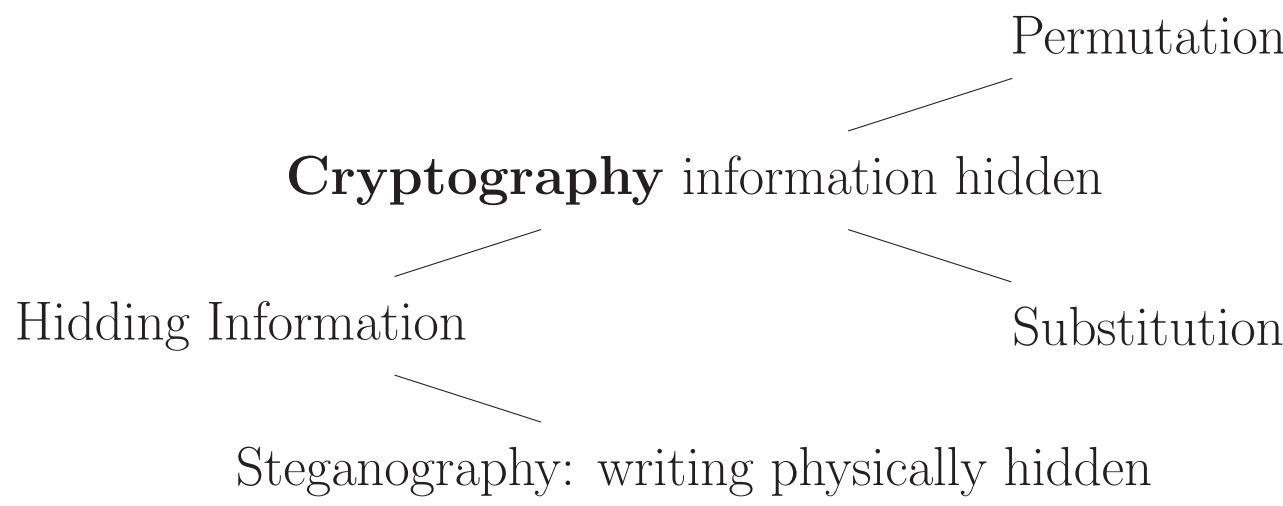 Permutation
Cryptography information hidden
Hidding Information
Substitution
Steganography: writing physically hidden